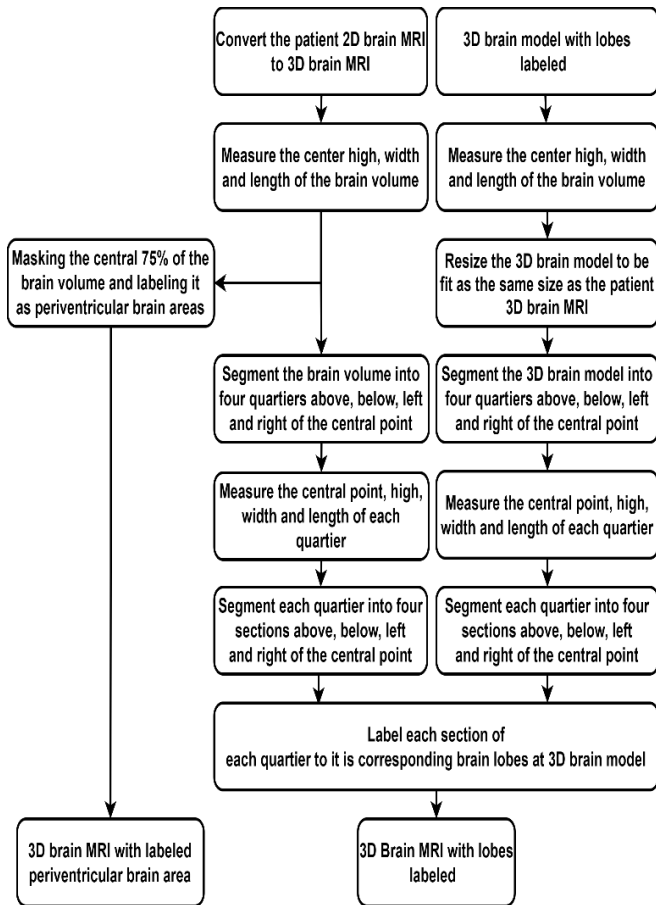 Convert the patient 2D brain MRI
to 3D brain MRI
3D brain model with lobes
labeled
Measure the center high, width
and length of the brain volume
Measure the center high, width
and length of the brain volume
Masking the central 75% of the
brain volume and labeling it
as periventricular brain areas
Resize the 3D brain model to be
fit as the same size as the patient
3D brain MRI
Segment the brain volume into
four quartiers above, below, left
and right of the central point
Segment the 3D brain model into
four quartiers above, below, left
and right of the central point
Measure the central point, high,
width and length of each
quartier
Measure the central point, high,
width and length of each quartier
Segment each quartier into four
sections above, below, left
and right of the central point
Segment each quartier into four
sections above, below, left
and right of the central point
Label each section of
each quartier to it is corresponding brain lobes at 3D brain model
3D brain MRI with labeled
periventricular brain area
3D Brain MRI with lobes
labeled